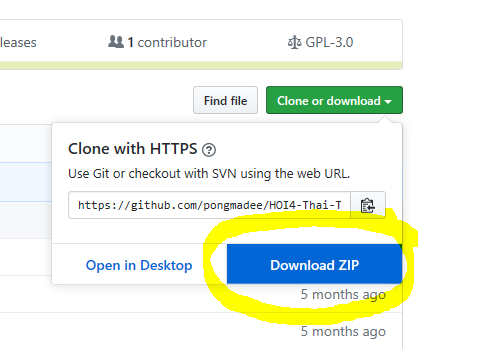 leases
1 contributor
GPL-3.0
Find file
Clone or download
Clone with HTTPS
Use Git or checkout with SVN using the web URL.
https://github.com/pongmadee/HOI4-Thai-T
Open in Desktop
Download ZIP
5 months ago
5 months ago